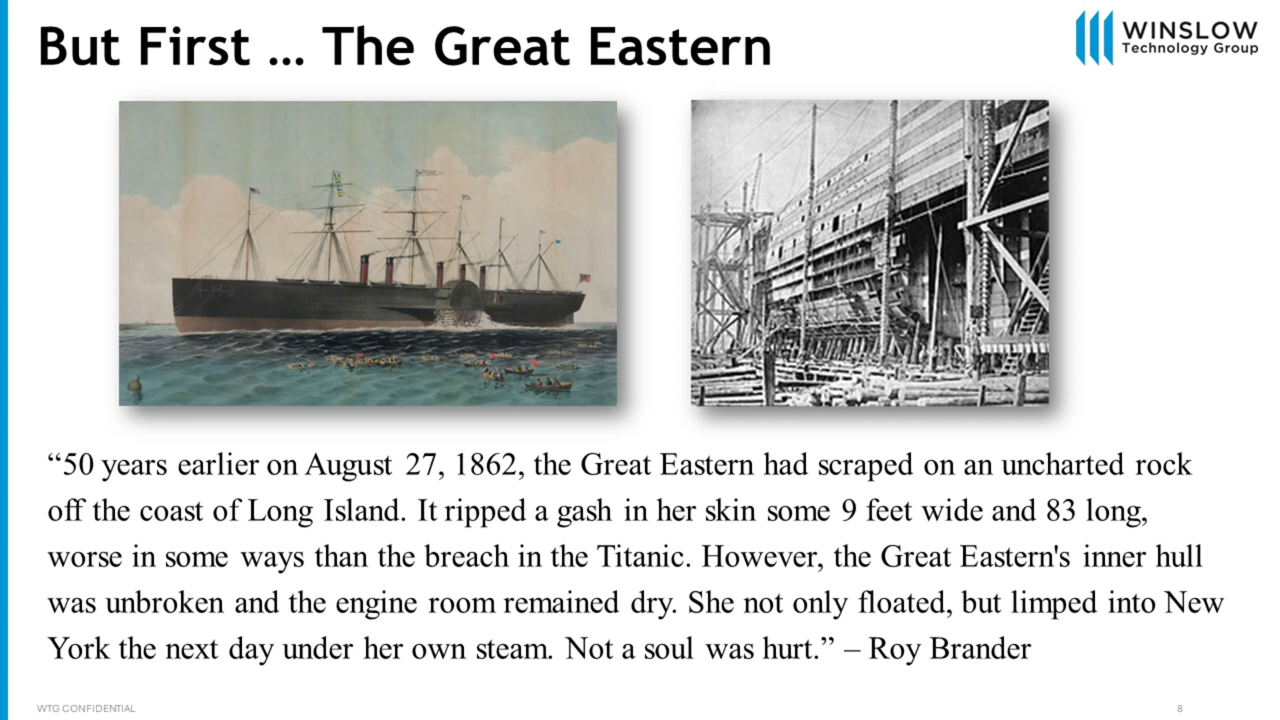 But First … The Great Eastern
WINSLOW
Technology Group
“50 years earlier on August 27, 1862, the Great Eastern had scraped on an uncharted rock
off the coast of Long Island. It ripped a gash in her skin some 9 feet wide and 83 long,
worse in some ways than the breach in the Titanic. However, the Great Eastern's inner hull
was unbroken and the engine room remained dry. She not only floated, but limped into New
York the next day under her own steam. Not a soul was hurt.” – Roy Brander
WTG CONFIDENTIAL
8